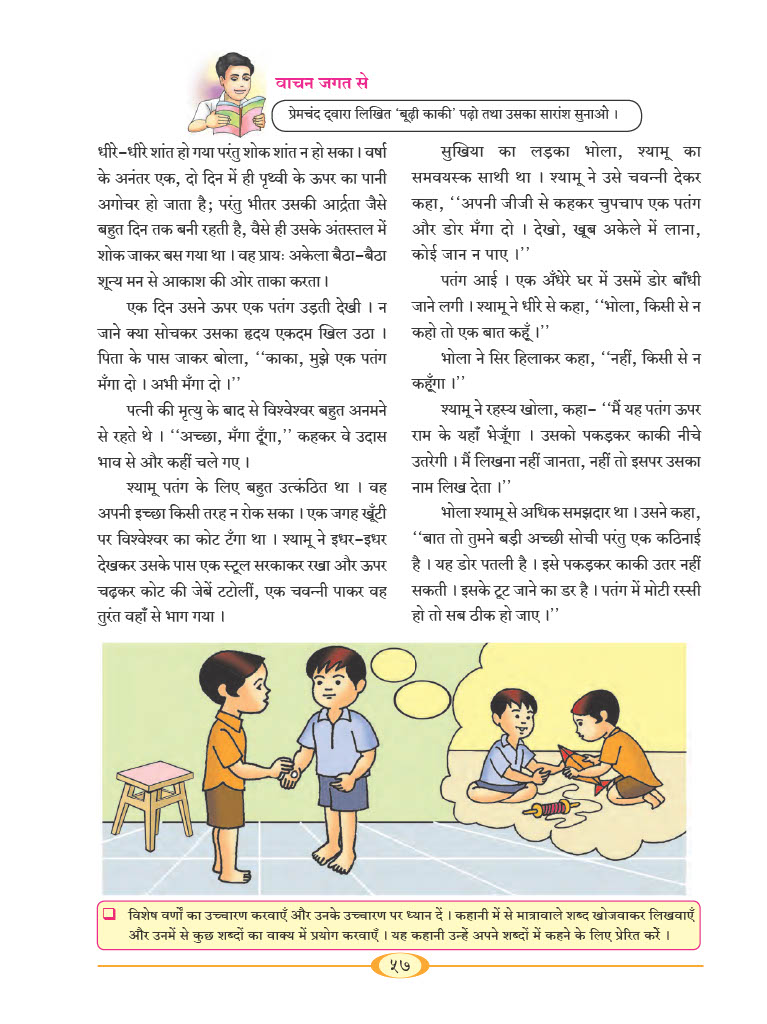 वाचन जगत से
प्रेमचंद द्‌वारा लिखित ‘बूढ़ी काकी’ पढ़ो तथा उसका सारांश सुनाओ ।
धीरे-धीरे शांत हो गया परंतु शोक शांत न हो सका । वर्षा
के अनंतर एक, दो दिन में ही पृथ्वी के ऊपर का पानी
अगोचर हो जाता है; परंतु भीतर उसकी आर्द्रता जैसे
बहुत दिन तक बनी रहती है, वैसे ही उसके अंतस्तल में
शोक जाकर बस गया था । वह प्रायः अकेला बैठा-बैठा
शून्य मन से आकाश की ओर ताका करता ।
एक दिन उसने ऊपर एक पतंग उड़ती देखी । न
जाने क्या सोचकर उसका हृदय एकदम खिल उठा ।
पिता के पास जाकर बोला, ‘‘काका, मुझे एक पतंग
मँगा दो । अभी मँगा दो ।’’
पत्नी की मृत्यु के बाद से विश्वेश्वर बहुत अनमने
से रहते थे । ‘‘अच्छा, मँगा दूँगा,’’ कहकर वे उदास
भाव से और कहीं चले गए ।
श्यामू पतंग के लिए बहुत उत्कंठित था । वह
अपनी इच्छा किसी तरह न रोक सका । एक जगह खूँटी
पर विश्वेश्वर का कोट टँगा था । श्यामू ने इधर-इधर
देखकर उसके पास एक स्टूल सरकाकर रखा और ऊपर
चढ़कर कोट की जेबें टटोलीं, एक चवन्नी पाकर वह
तुरंत वहाँ से भाग गया ।
सुखिया का लड़का भोला, श्यामू का
समवयस्क साथी था । श्यामू ने उसे चवन्नी देकर
कहा, ‘‘अपनी जीजी से कहकर चुपचाप एक पतंग
और डोर मँगा दो । देखो, खूब अकेले में लाना,
कोई जान न पाए ।’’
पतंग आई । एक अँधेरे घर में उसमें डोर बाँधी
जाने लगी । श्यामू ने धीरे से कहा, ‘‘भोला, किसी से न
कहो तो एक बात कहूँ ।’’
भोला ने सिर हिलाकर कहा, ‘‘नहीं, किसी से न
कहूँगा ।’’
श्यामू ने रहस्य खोला, कहा- ‘‘मैं यह पतंग ऊपर
राम के यहाँ भेजूँगा । उसको पकड़कर काकी नीचे
उतरेगी । मैं लिखना नहीं जानता, नहीं तो इसपर उसका
नाम लिख देता ।’’
भोला श्यामू से अधिक समझदार था । उसने कहा,
‘‘बात तो तुमने बड़ी अच्छी सोची परंतु एक कठिनाई
है । यह डोर पतली है । इसे पकड़कर काकी उतर नहीं
सकती । इसके टूट जाने का डर है । पतंग में मोटी रस्सी
हो तो सब ठीक हो जाए ।’’
❑ विशेष वर्णों का उच्चारण करवाएँ और उनके उच्चारण पर ध्यान दें । कहानी में से मात्रावाले शब्द खोजवाकर लिखवाएँ
और उनमें से कुछ शब्दों का वाक्य में प्रयोग करवाएँ । यह कहानी उन्हें अपने शब्दों में कहने के लिए प्रेरित करें ।
५७